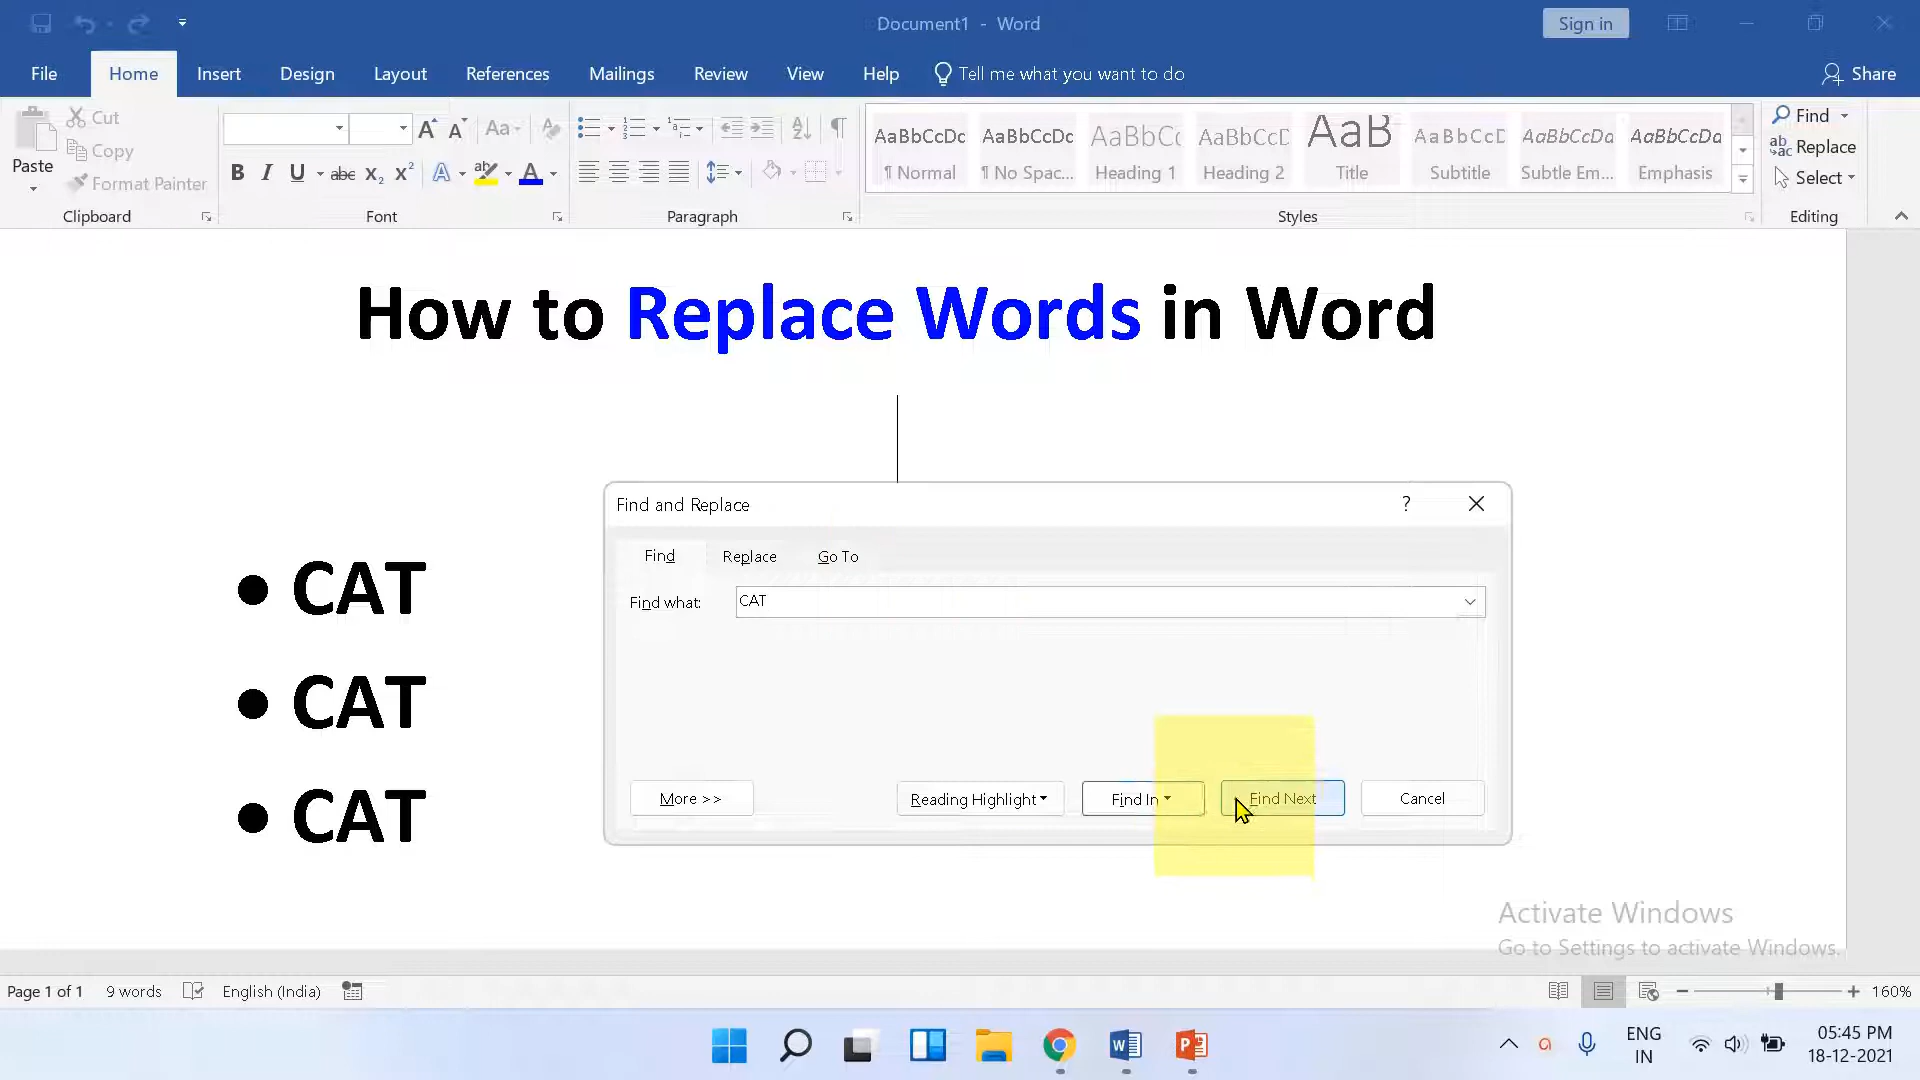 Document1 - Word
Sign in
File Home Insert Design Layout References Mailings Review View Help Tell me what you want to do Share
Paste
Cut
Copy
Format Painter
Clipboard
Font
Paragraph
AaBbCcDc AaBbCcDc AaBbCc AaBbCcD AaB AaBbCcD AaBbCcDa AaBbCcDa
¶ Normal ¶ No Spac... Heading 1 Heading 2 Title Subtitle Subtle Em... Emphasis
Styles
Find
Replace
Select
Editing
How to Replace Words in Word
• CAT
• CAT
• CAT
Find and Replace
Find Replace Go To
Find what: CAT
More >> Reading Highlight Find In Find Next Cancel
Activate Windows
Go to Settings to activate Windows.
Page 1 of 1 9 words English (India) 160%
ENG
IN
05:45 PM
18-12-2021